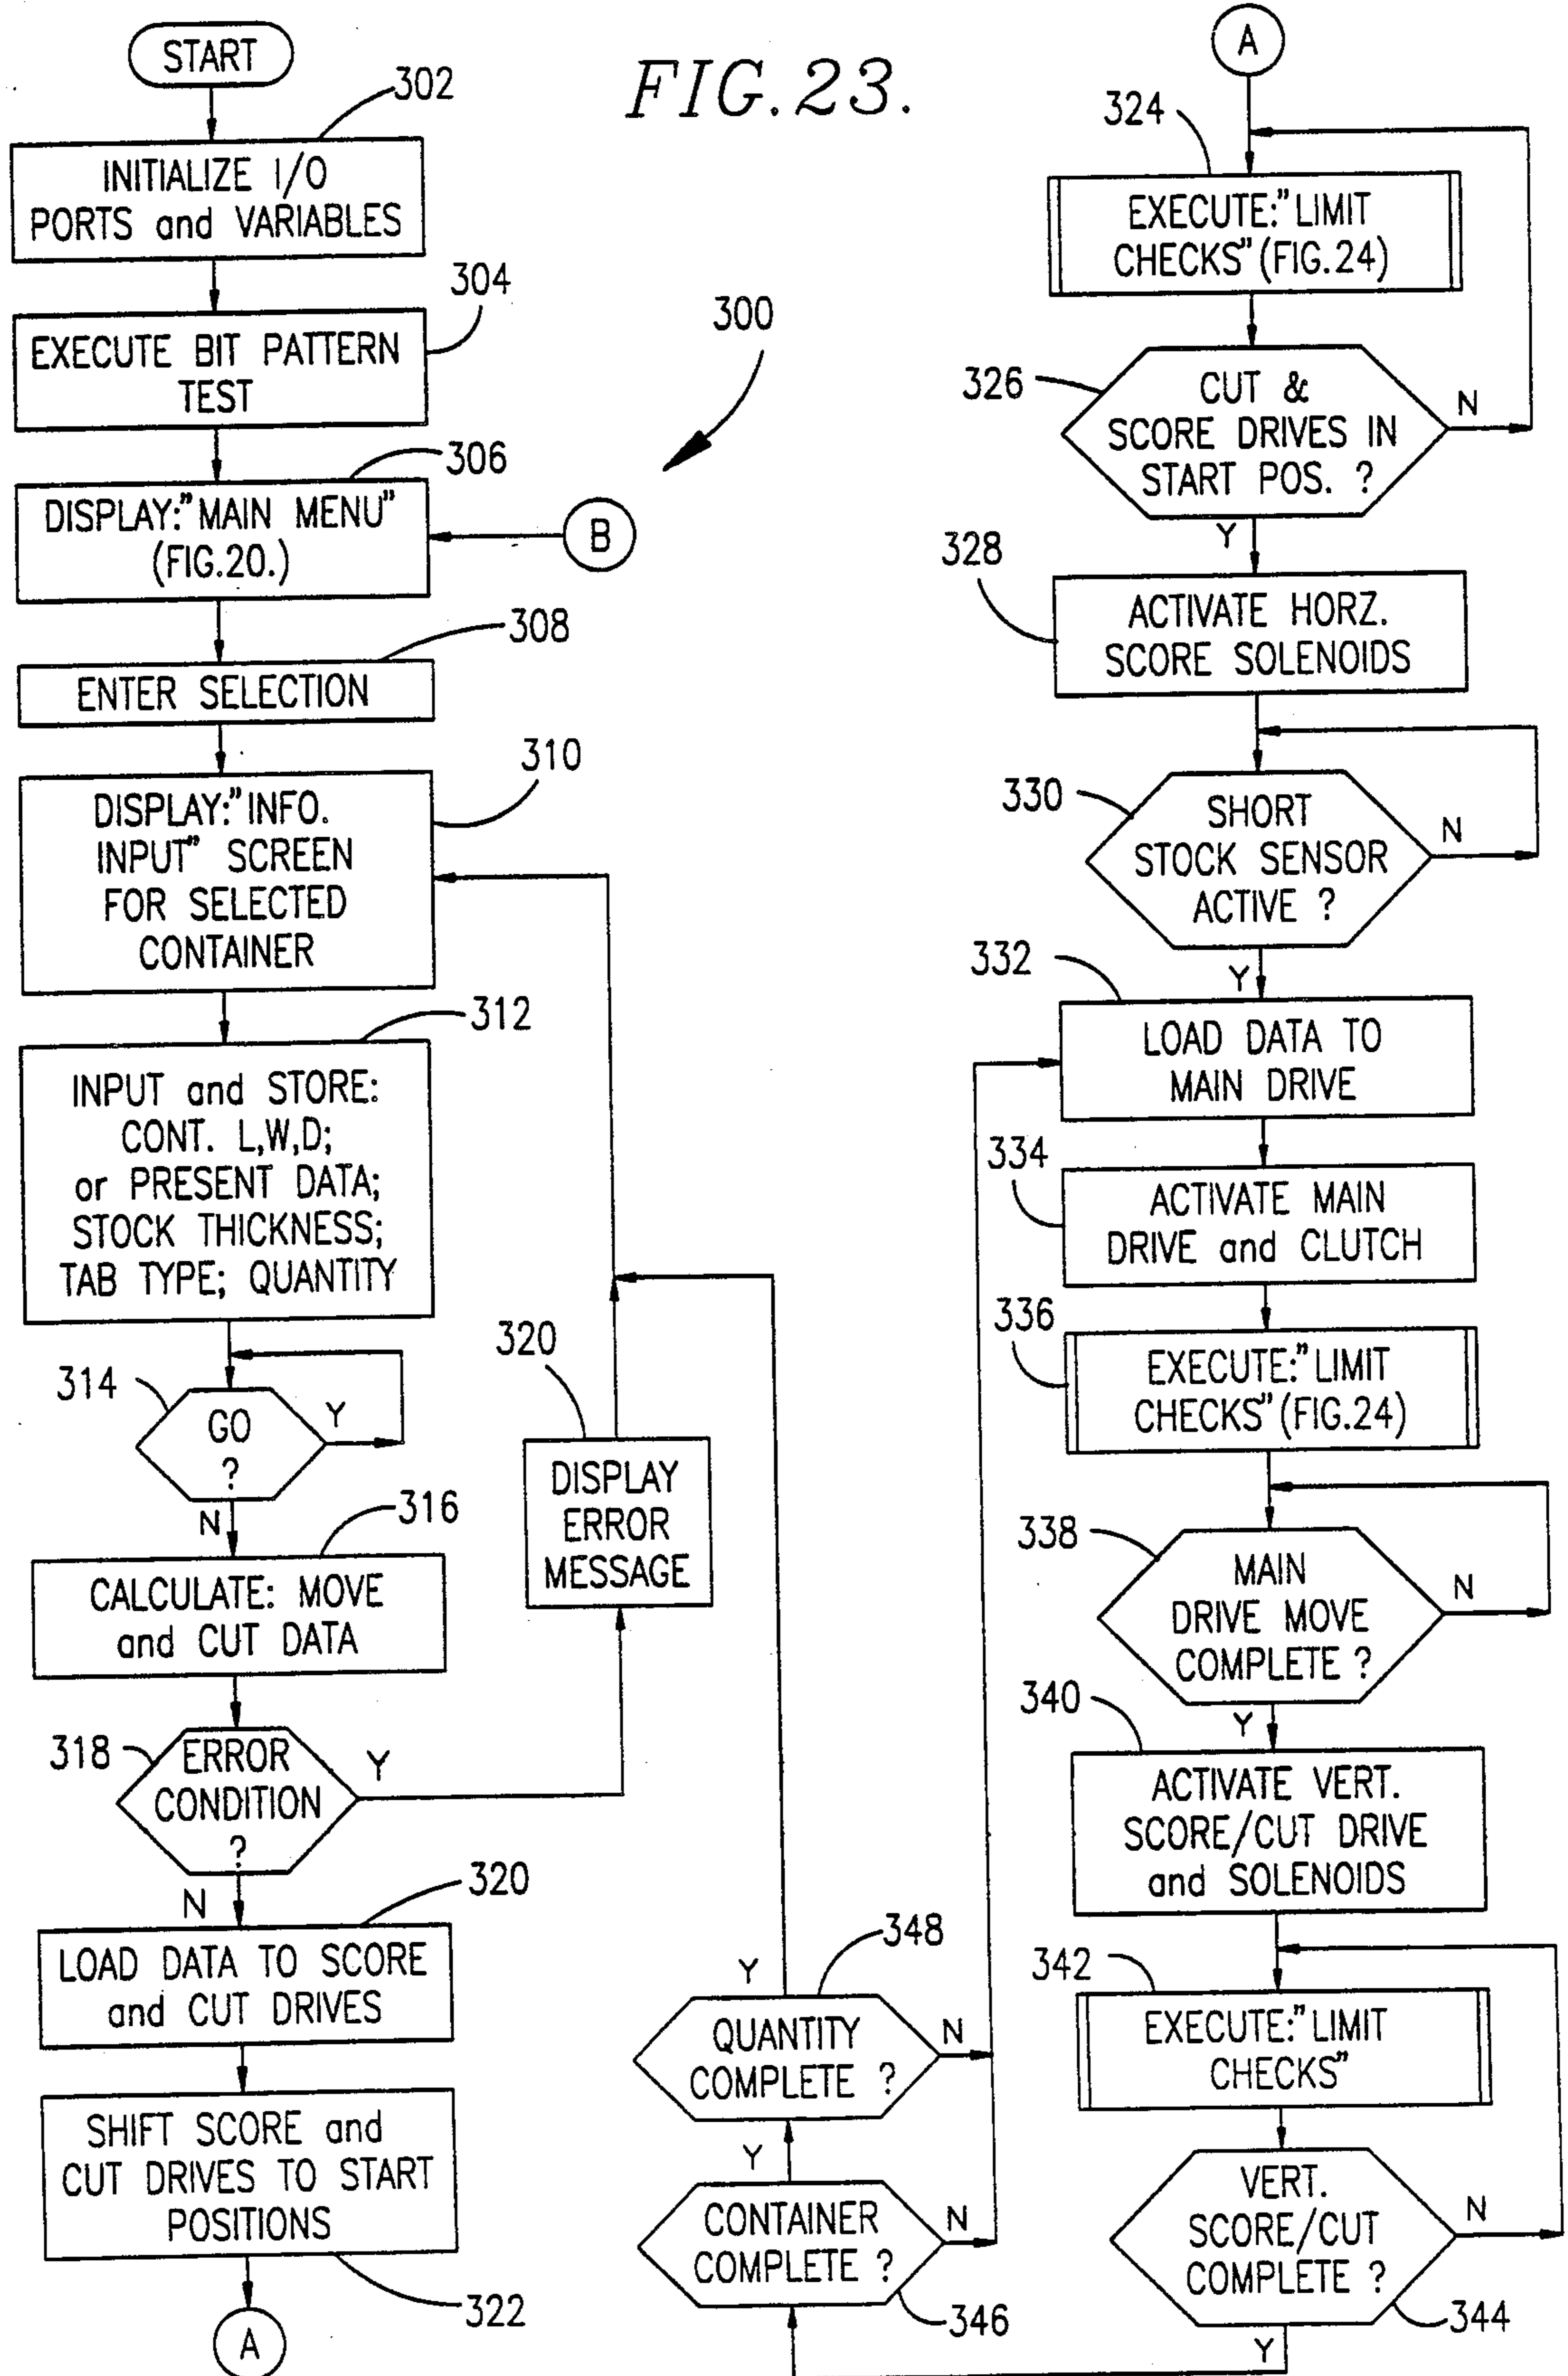 FIG. 23.
START
302
INITIALIZE I/O
PORTS and VARIABLES
304
EXECUTE BIT PATTERN
TEST
306
DISPLAY:"MAIN MENU"
(FIG.20.)
B
300
308
ENTER SELECTION
310
DISPLAY:"INFO.
INPUT" SCREEN
FOR SELECTED
CONTAINER
312
INPUT and STORE:
CONT. L,W,D;
or PRESENT DATA;
STOCK THICKNESS;
TAB TYPE; QUANTITY
314
GO
?
Y
N
316
CALCULATE: MOVE
and CUT DATA
318
ERROR
CONDITION
?
Y
N
320
DISPLAY
ERROR
MESSAGE
320
LOAD DATA TO SCORE
and CUT DRIVES
SHIFT SCORE and
CUT DRIVES TO START
POSITIONS
322
A
A
324
EXECUTE:"LIMIT
CHECKS"(FIG.24)
326
CUT &
SCORE DRIVES IN
START POS. ?
N
Y
328
ACTIVATE HORZ.
SCORE SOLENOIDS
330
SHORT
STOCK SENSOR
ACTIVE ?
N
Y
332
LOAD DATA TO
MAIN DRIVE
334
ACTIVATE MAIN
DRIVE and CLUTCH
336
EXECUTE:"LIMIT
CHECKS"(FIG.24)
338
MAIN
DRIVE MOVE
COMPLETE ?
N
Y
340
ACTIVATE VERT.
SCORE/CUT DRIVE
and SOLENOIDS
342
EXECUTE:"LIMIT
CHECKS"
VERT.
SCORE/CUT
COMPLETE ?
N
344
Y
348
Y
QUANTITY
COMPLETE ?
N
Y
CONTAINER
COMPLETE ?
N
346